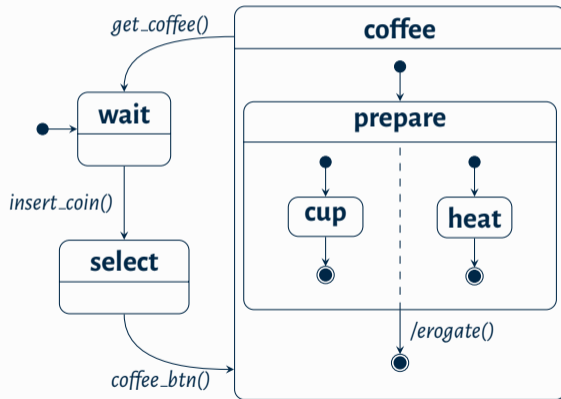 get_coffee()
coffee
wait
prepare
insert_coin()
cup
heat
select
/erogate()
coffee_btn()